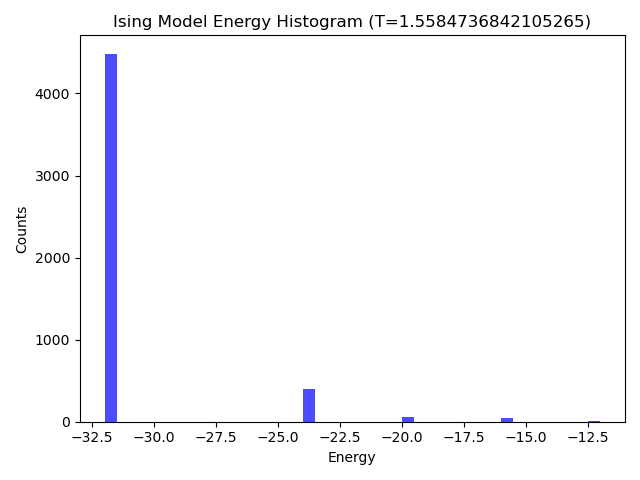 Ising Model Energy Histogram (T=1.5584736842105265)
Counts
4000
3000
2000
1000
0
−32.5 −30.0 −27.5 −25.0 −22.5 −20.0 −17.5 −15.0 −12.5
Energy